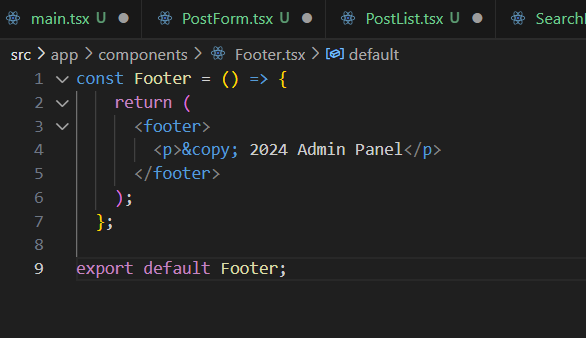 main.tsx U PostForm.tsx U PostList.tsx U Search
src > app > components > Footer.tsx > default
1 const Footer = () => {
2 return (
3 <footer>
4 <p>&copy; 2024 Admin Panel</p>
5 </footer>
6 );
7 };
8
9 export default Footer;